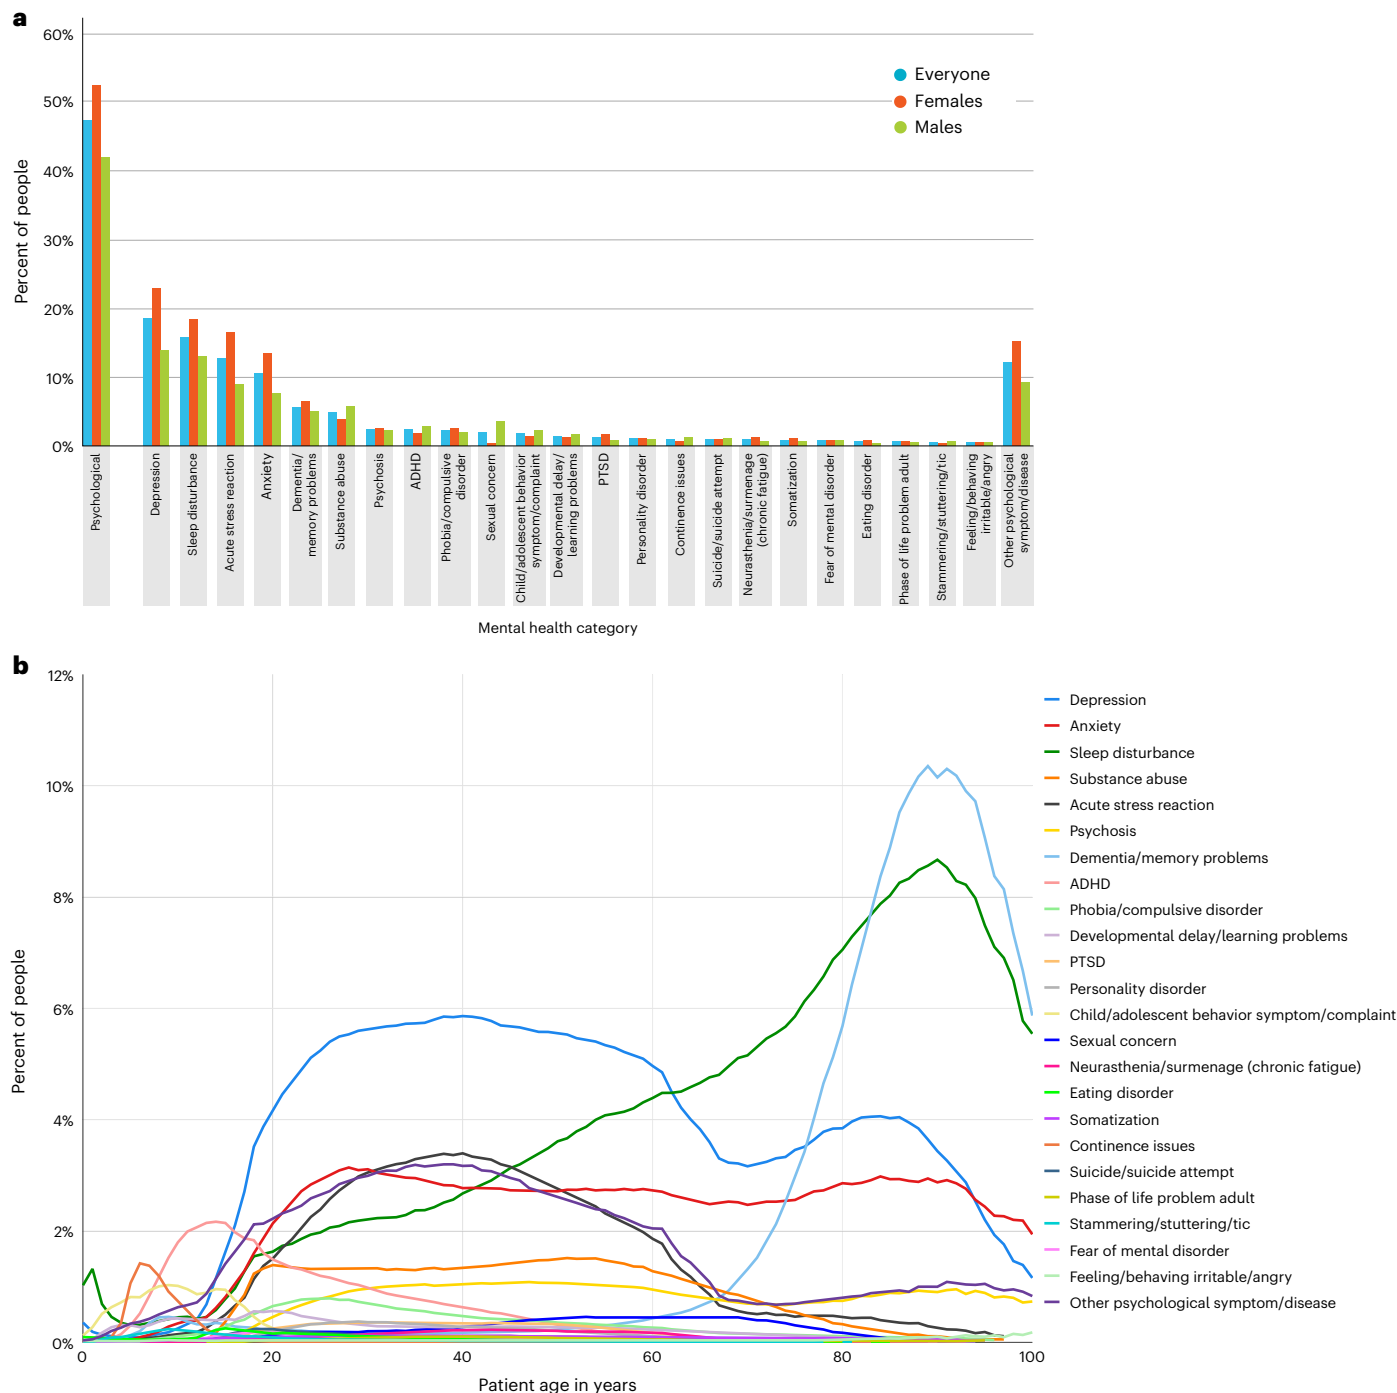 a
60%
50%
40%
30%
20%
10%
0%
Percent of people
Everyone
Females
Males
Psychological
Depression
Sleep disturbance
Acute stress reaction
Anxiety
Dementia/
memory problems
Substance abuse
Psychosis
ADHD
Phobia/compulsive
disorder
Sexual concern
Child/adolescent behavior
symptom/complaint
Developmental delay/
learning problems
PTSD
Personality disorder
Continence issues
Suicide/suicide attempt
Neurasthenia/surmenage
(chronic fatigue)
Somatization
Fear of mental disorder
Eating disorder
Phase of life problem adult
Stammering/stuttering/tic
Feeling/behaving
irritable/angry
Other psychological
symptom/disease
Mental health category
b
12%
10%
8%
6%
4%
2%
0%
Percent of people
0
20
40
60
80
100
Patient age in years
Depression
Anxiety
Sleep disturbance
Substance abuse
Acute stress reaction
Psychosis
Dementia/memory problems
ADHD
Phobia/compulsive disorder
Developmental delay/learning problems
PTSD
Personality disorder
Child/adolescent behavior symptom/complaint
Sexual concern
Neurasthenia/surmenage (chronic fatigue)
Eating disorder
Somatization
Continence issues
Suicide/suicide attempt
Phase of life problem adult
Stammering/stuttering/tic
Fear of mental disorder
Feeling/behaving irritable/angry
Other psychological symptom/disease